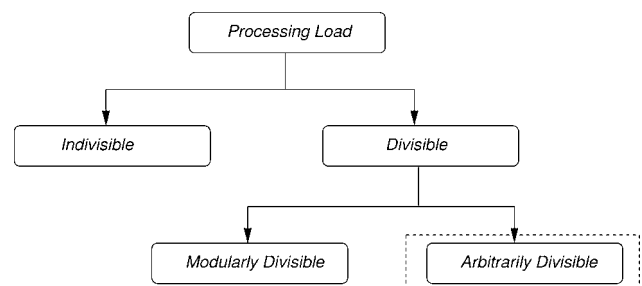 Processing Load
Indivisible
Divisible
Modularly Divisible
Arbitrarily Divisible